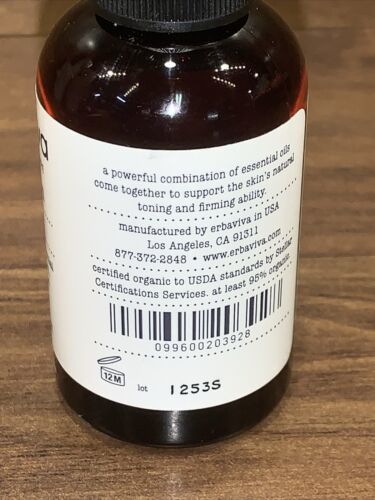 a powerful combination of essential oils
come together to support the skin's natural
toning and firming ability.
manufactured by erbaviva in USA
Los Angeles, CA 91311
877-372-2848 • www.erbaviva.com
certified organic to USDA standards by Stellar
Certifications Services. at least 95% organic
099600203928
12M
lot 1253S